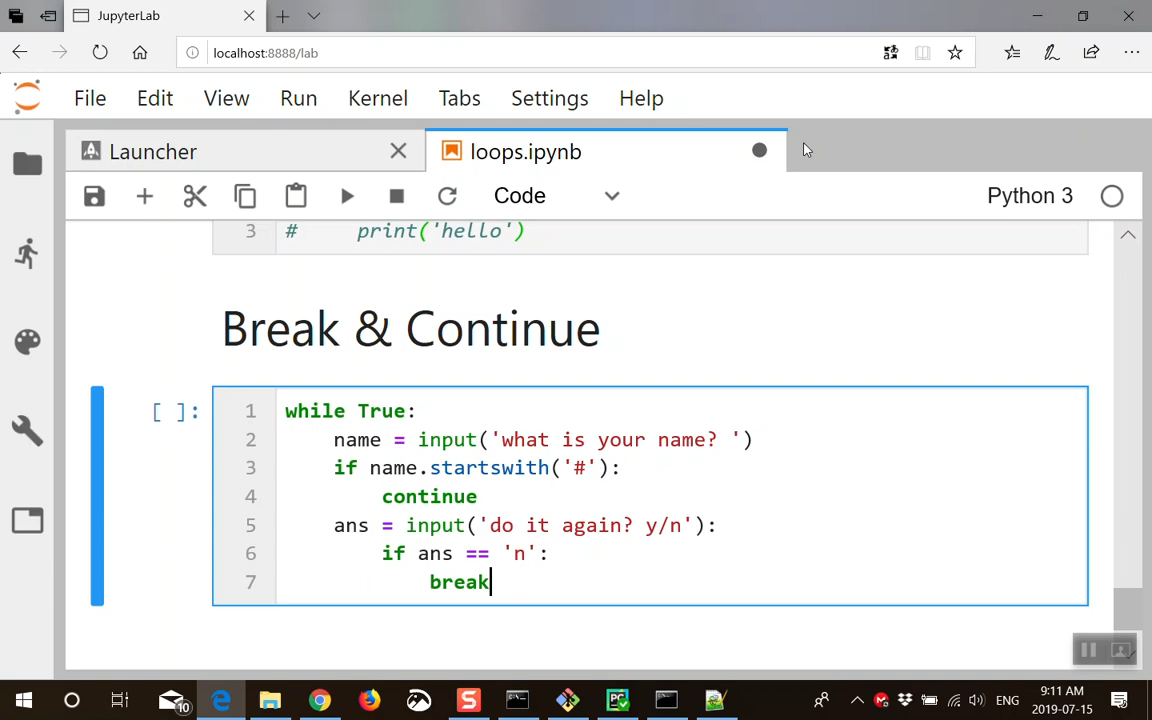 JupyterLab
localhost:8888/lab
File Edit View Run Kernel Tabs Settings Help
Launcher loops.ipynb
Code Python 3
3 # print('hello')
Break & Continue
[ ]:
1 while True:
2 name = input('what is your name? ')
3 if name.startswith('#'):
4 continue
5 ans = input('do it again? y/n'):
6 if ans == 'n':
7 break
10
PC
ENG
9:11 AM
2019-07-15